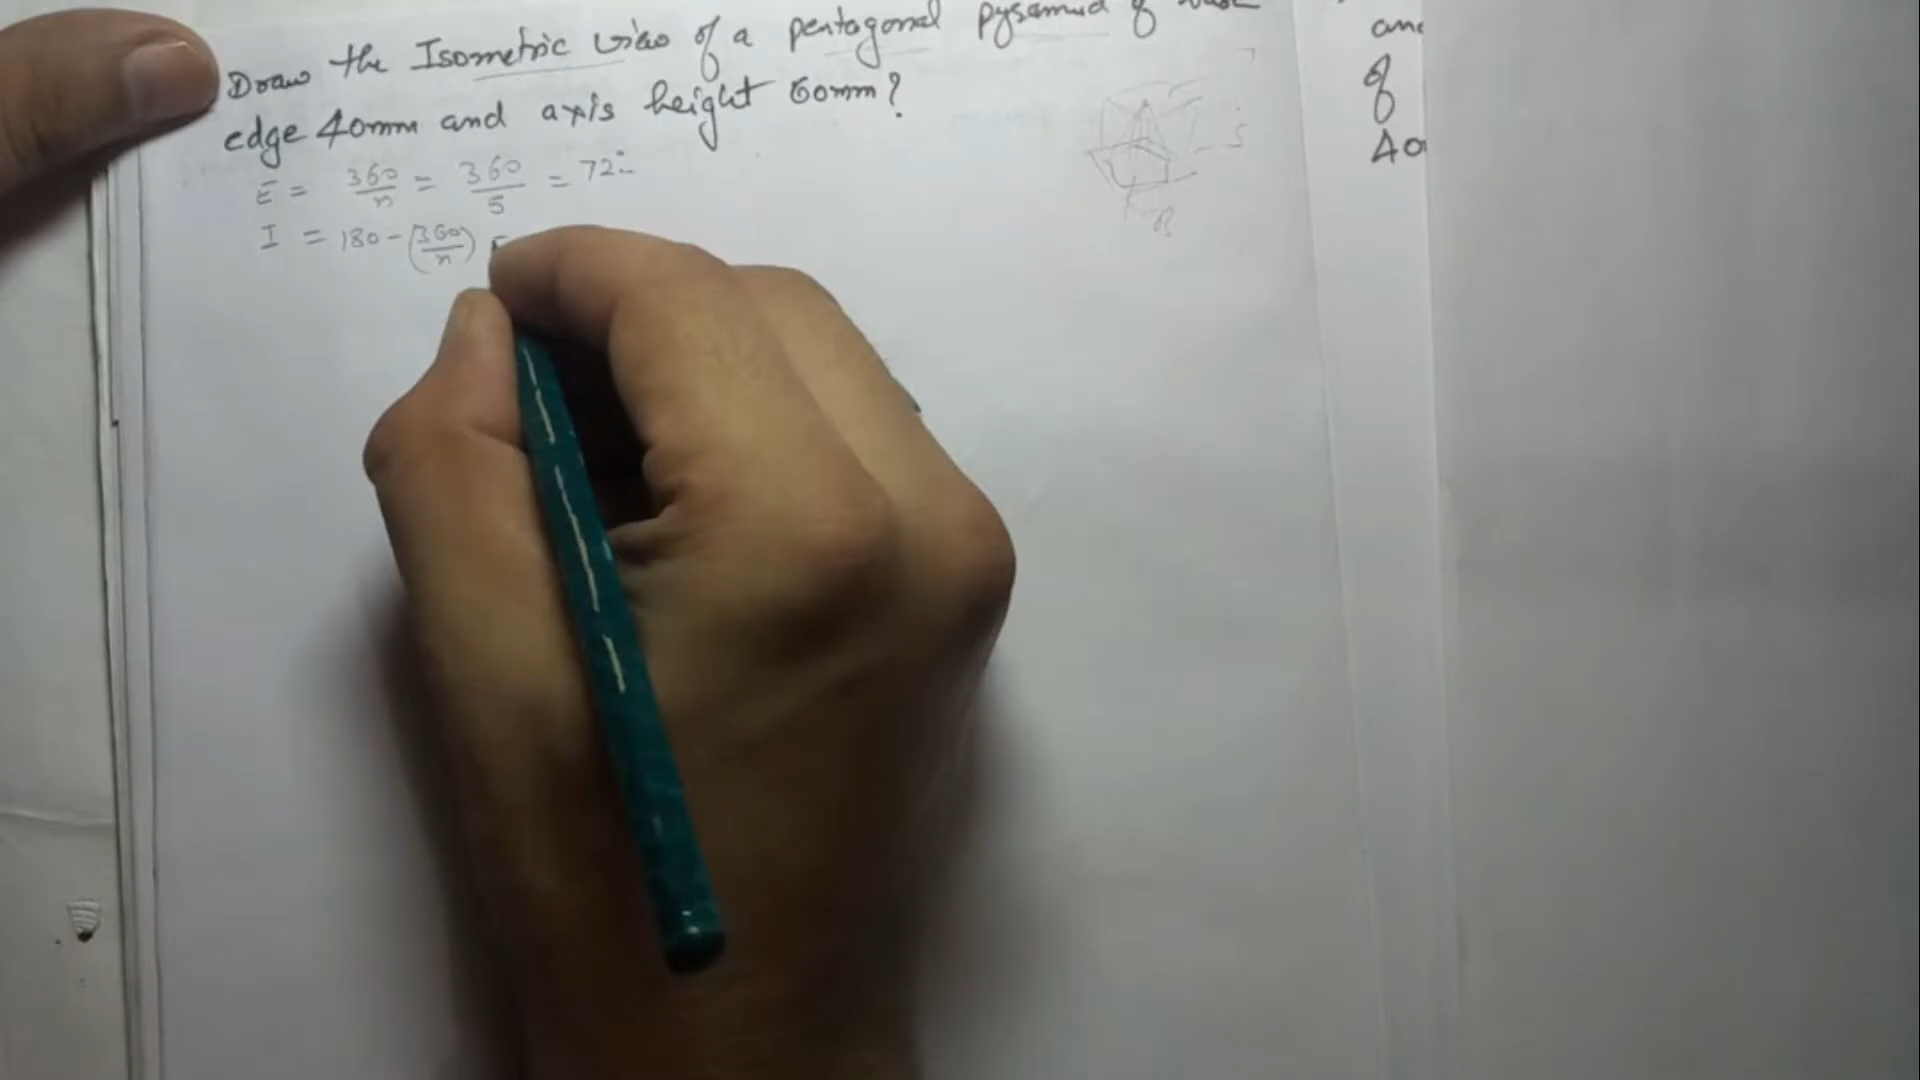 Draw the Isometric view of a pentagonal pyramid of
edge 40mm and axis height 60mm?
E = 360/n = 360/5 = 72°
I = 180 - (360/n)
and
of
40